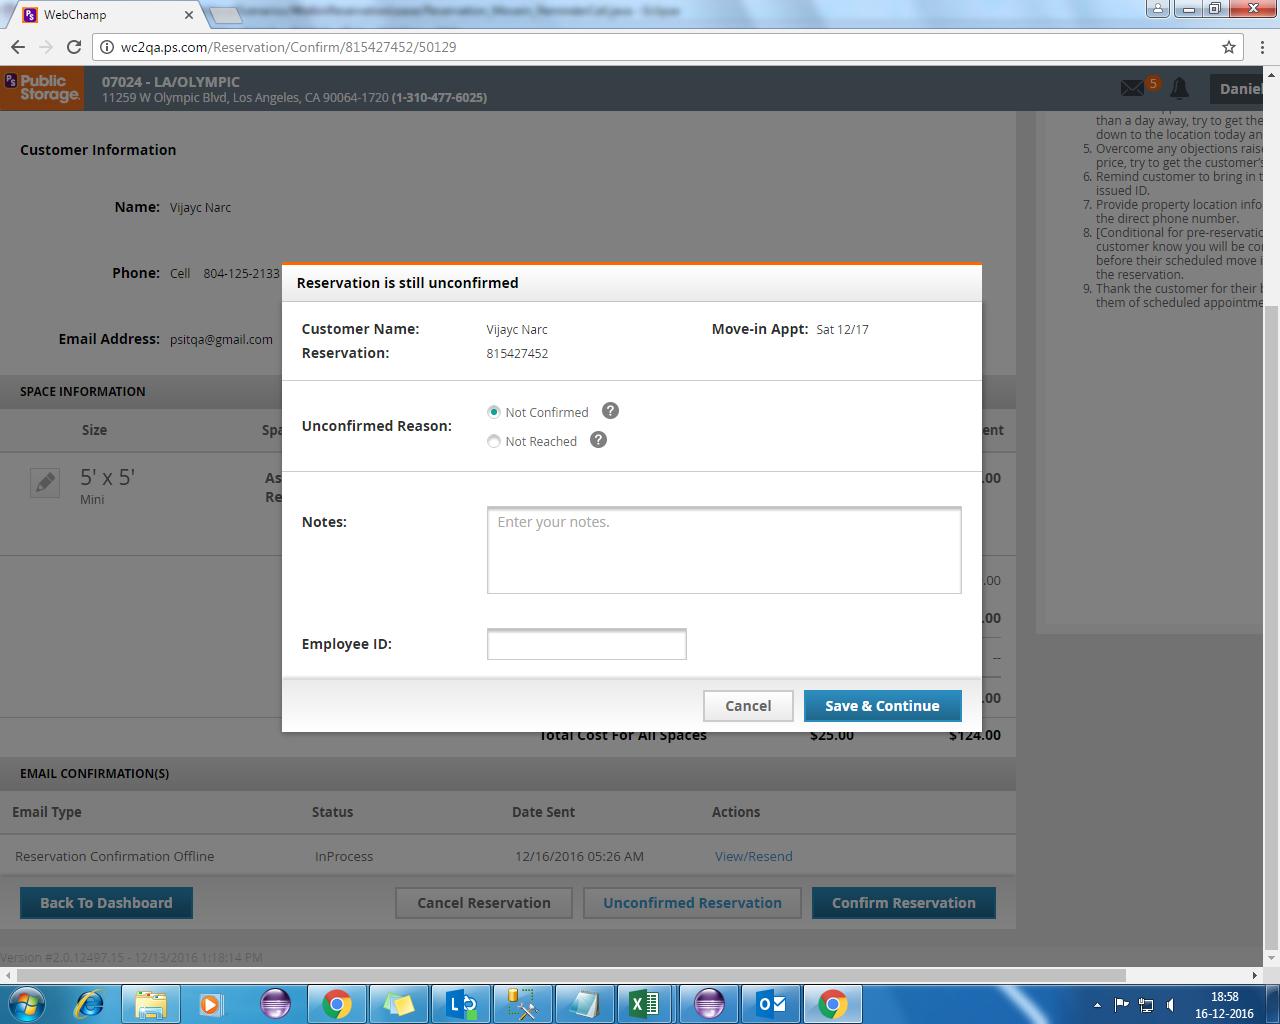 WebChamp
wc2qa.ps.com/Reservation/Confirm/815427452/50129
PS Public Storage.
07024 - LA/OLYMPIC
11259 W Olympic Blvd, Los Angeles, CA 90064-1720 (1-310-477-6025)
5
Daniel
than a day away, try to get the
down to the location today an
5. Overcome any objections rais
price, try to get the customer's
6. Remind customer to bring in t
issued ID.
7. Provide property location info
the direct phone number.
8. [Conditional for pre-reservatio
customer know you will be co
before their scheduled move i
the reservation.
9. Thank the customer for their b
them of scheduled appointme
Customer Information
Name: Vijayc Narc
Phone: Cell 804-125-2133
Email Address: psitqa@gmail.com
SPACE INFORMATION
Size
Spa
ent
5' x 5'
Mini
As
Re
.00
.00
.00
--
.00
Total Cost For All Spaces $25.00 $124.00
Reservation is still unconfirmed
Customer Name: Vijayc Narc Move-in Appt: Sat 12/17
Reservation: 815427452
Unconfirmed Reason:
Not Confirmed ?
Not Reached ?
Notes: Enter your notes.
Employee ID:
Cancel Save & Continue
EMAIL CONFIRMATION(S)
Email Type Status Date Sent Actions
Reservation Confirmation Offline InProcess 12/16/2016 05:26 AM View/Resend
Back To Dashboard Cancel Reservation Unconfirmed Reservation Confirm Reservation
Version #2.0.12497.15 - 12/13/2016 1:18:14 PM
18:58
16-12-2016